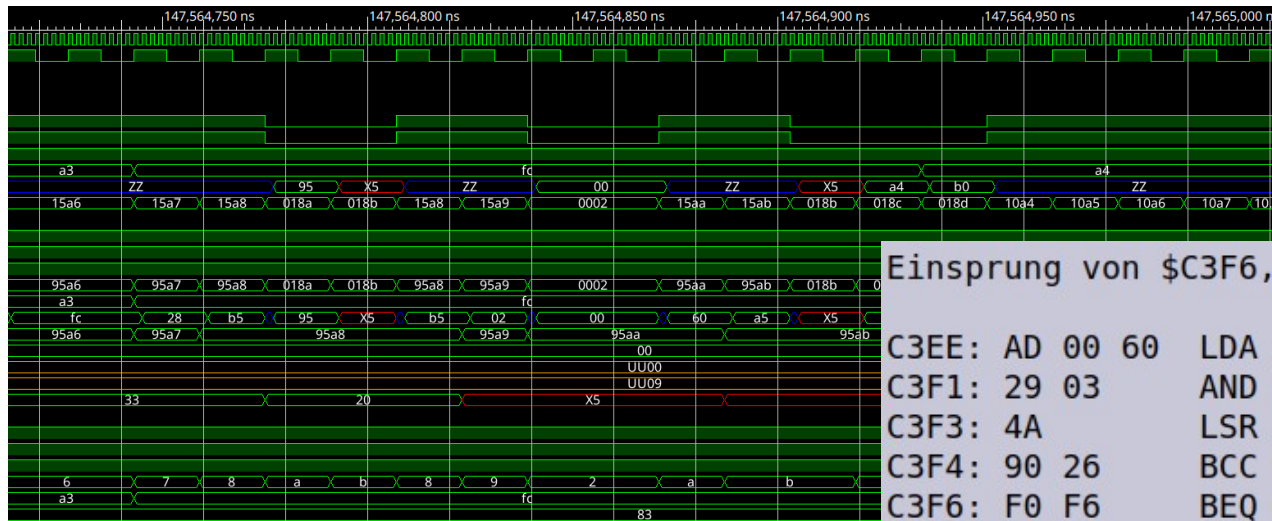 147,564,750 ns 147,564,800 ns 147,564,850 ns 147,564,900 ns 147,564,950 ns 147,565,000 n
a3 fc a4
ZZ 95 X5 ZZ 00 ZZ X5 a4 b0 ZZ
15a6 15a7 15a8 018a 018b 15a8 15a9 0002 15aa 15ab 018b 018c 018d 10a4 10a5 10a6 10a7 10.
95a6 95a7 95a8 018a 018b 95a8 95a9 0002 95aa 95ab 018b 0
a3 fc
fc 28 b5 95 X5 b5 02 00 60 a5 X5
95a6 95a7 95a8 95a9 95aa 95ab
00
UU00
UU09
33 20 X5
6 7 8 a b 8 9 2 a b
a3 fc
83
Einsprung von $C3F6,
C3EE: AD 00 60 LDA
C3F1: 29 03 AND
C3F3: 4A LSR
C3F4: 90 26 BCC
C3F6: F0 F6 BEQ